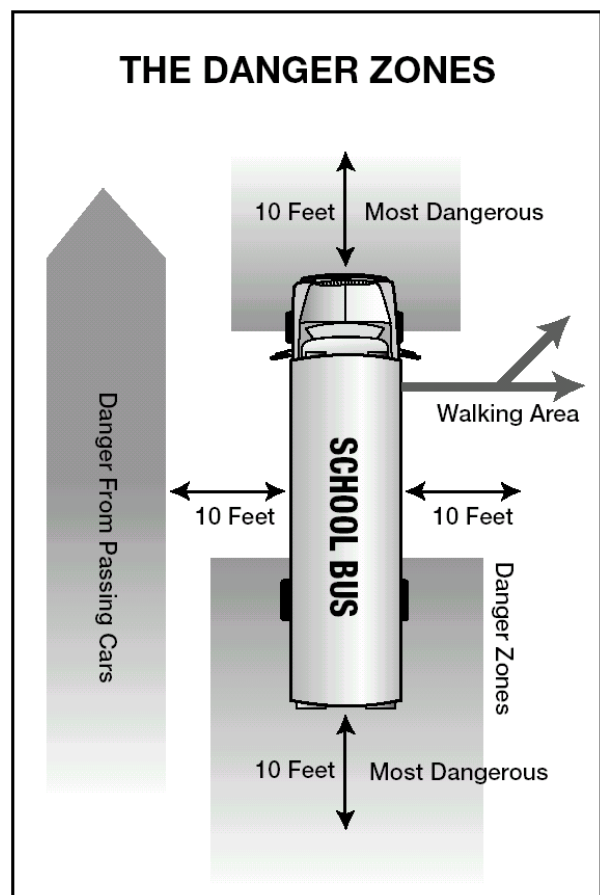 THE DANGER ZONES
10 Feet
Most Dangerous
Walking Area
Danger From Passing Cars
SCHOOL BUS
10 Feet
10 Feet
Danger Zones
10 Feet
Most Dangerous